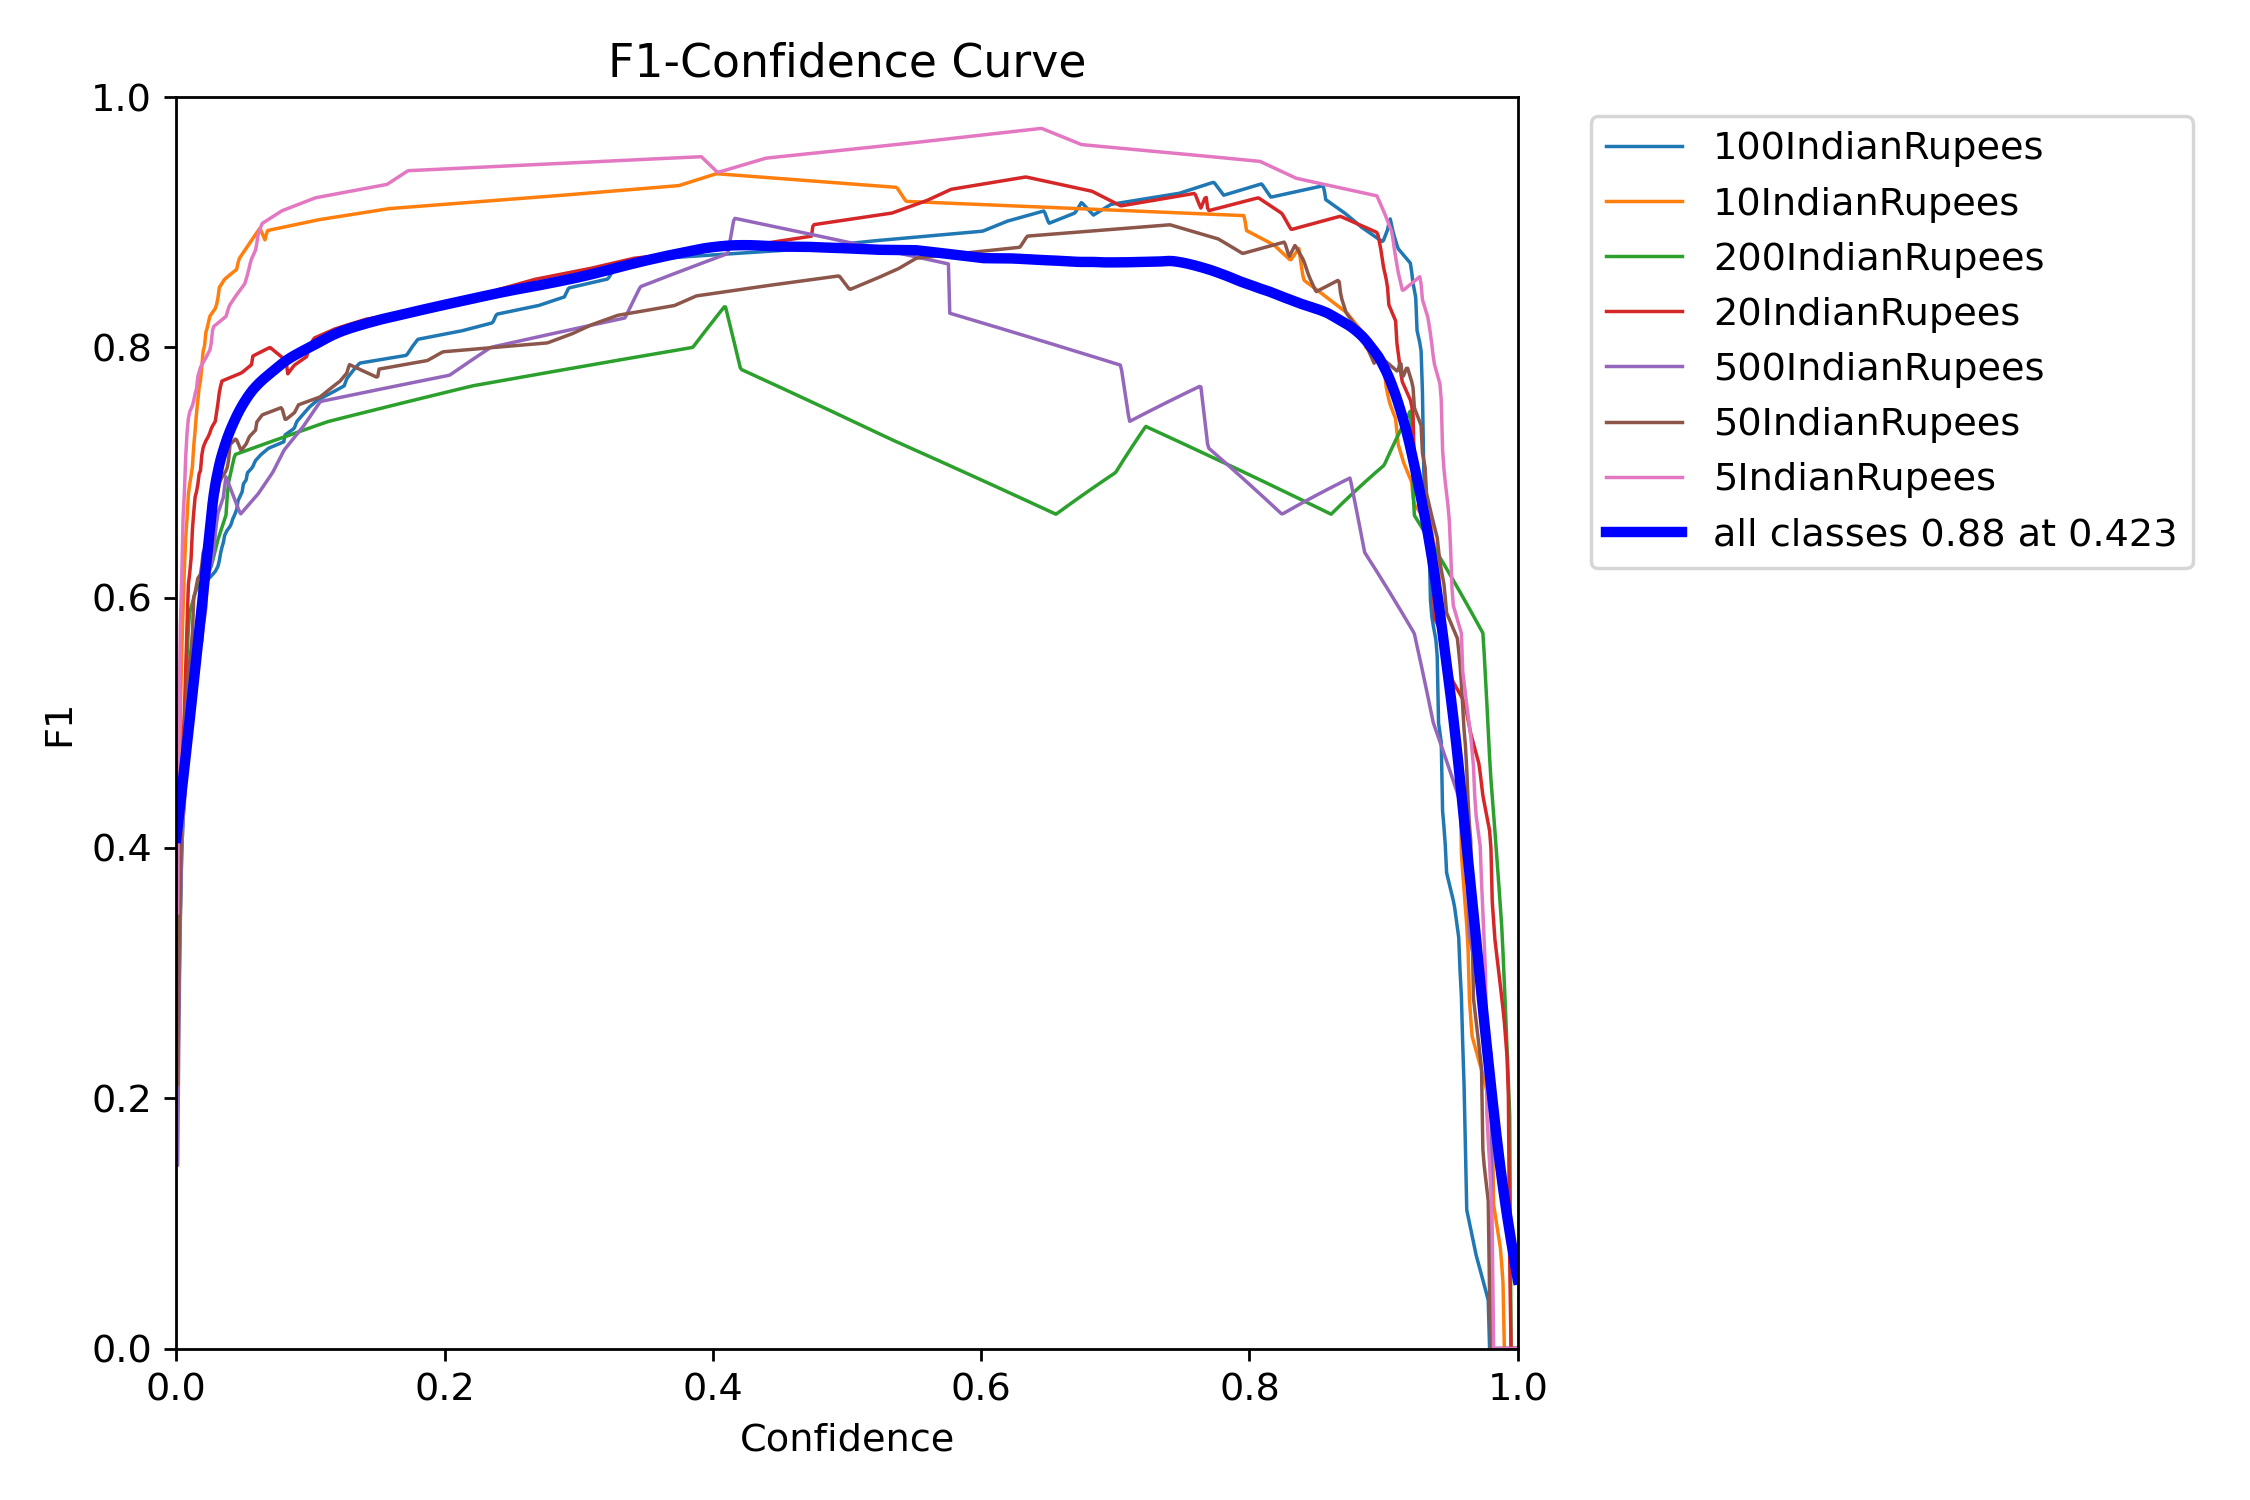 F1-Confidence Curve
1.0
0.8
0.6
0.4
0.2
0.0
F1
0.0 0.2 0.4 0.6 0.8 1.0
Confidence
100IndianRupees
10IndianRupees
200IndianRupees
20IndianRupees
500IndianRupees
50IndianRupees
5IndianRupees
all classes 0.88 at 0.423